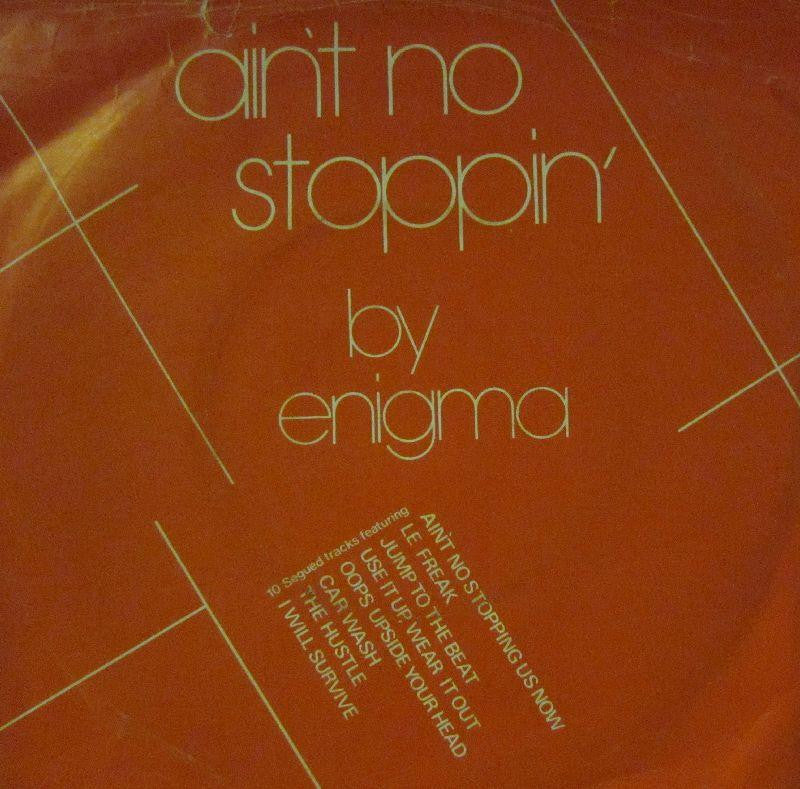 ain't no
stoppin'
by
enigma
10 Segued tracks featuring
AIN'T NO STOPPING US NOW
LE FREAK
JUMP TO THE BEAT
USE IT UP, WEAR IT OUT
OOPS UPSIDE YOUR HEAD
CAR WASH
THE HUSTLE
I WILL SURVIVE